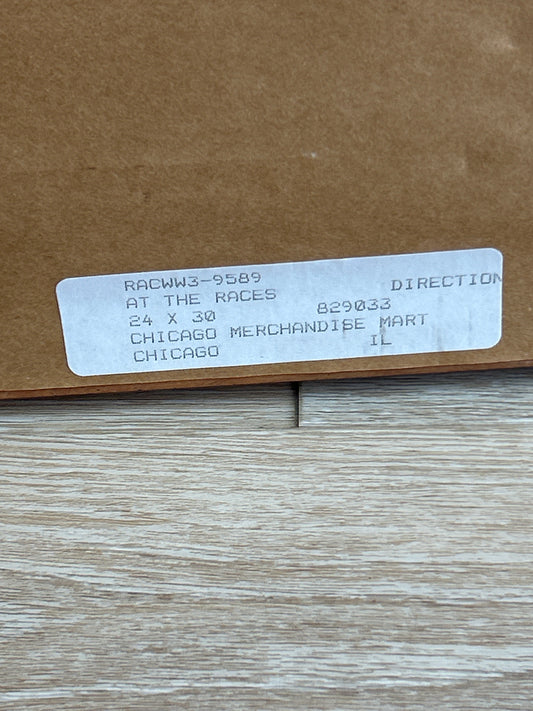 RACWW3-9589
AT THE RACES DIRECTION
24 X 30 829033
CHICAGO MERCHANDISE MART
CHICAGO IL